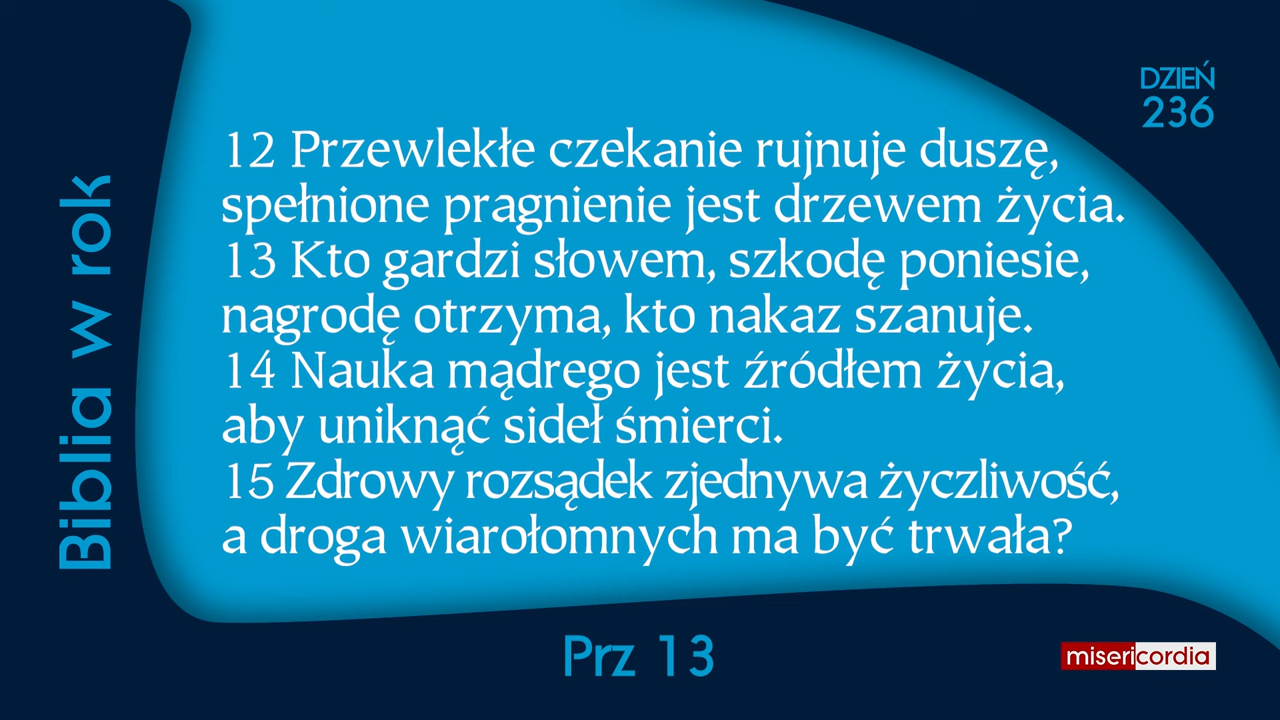 DZIEŃ
236
12 Przewlekłe czekanie rujnuje duszę,
spełnione pragnienie jest drzewem życia.
13 Kto gardzi słowem, szkodę poniesie,
nagrodę otrzyma, kto nakaz szanuje.
14 Nauka mądrego jest źródłem życia,
aby uniknąć sideł śmierci.
15 Zdrowy rozsądek zjednywa życzliwość,
a droga wiarołomnych ma być trwała?
Biblia w rok
Prz 13
misericordia